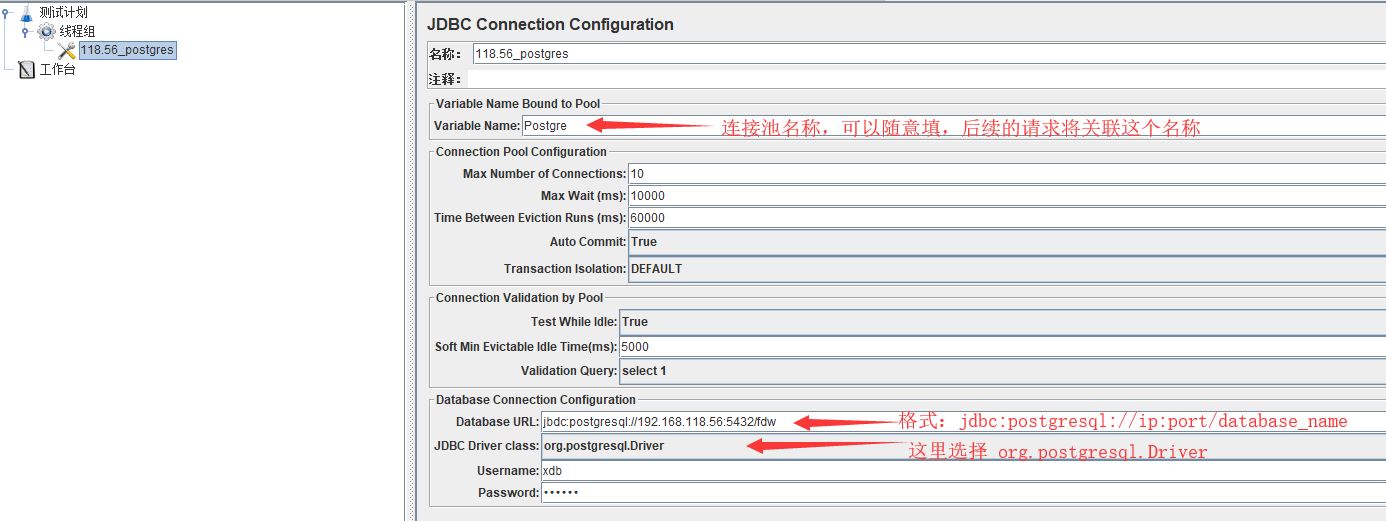 测试计划
线程组
118.56_postgres
工作台
JDBC Connection Configuration
名称： 118.56_postgres
注释：
Variable Name Bound to Pool
Variable Name: Postgre 连接池名称，可以随意填，后续的请求将关联这个名称
Connection Pool Configuration
Max Number of Connections: 10
Max Wait (ms): 10000
Time Between Eviction Runs (ms): 60000
Auto Commit: True
Transaction Isolation: DEFAULT
Connection Validation by Pool
Test While Idle: True
Soft Min Evictable Idle Time(ms): 5000
Validation Query: select 1
Database Connection Configuration
Database URL: jbdc:postgresql://192.168.118.56:5432/fdw 格式：jdbc:postgresql://ip:port/database_name
JDBC Driver class: org.postgresql.Driver 这里选择 org.postgresql.Driver
Username: xdb
Password: ••••••